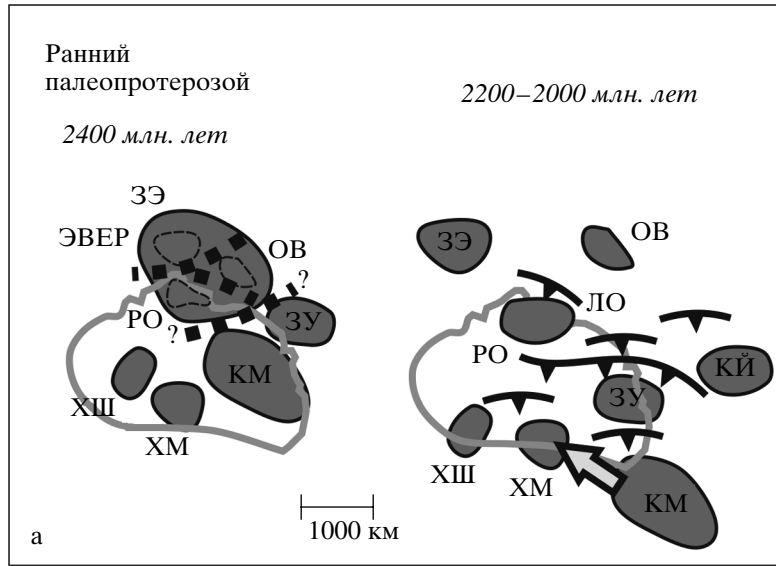 Ранний
палеопротерозой
2400 млн. лет
2200–2000 млн. лет
ЗЭ
ЭВЕР
ОВ
?
РО
?
ЗУ
КМ
ХШ
ХМ
ЗЭ
ОВ
ЛО
РО
КЙ
ЗУ
ХШ
ХМ
КМ
1000 км
а